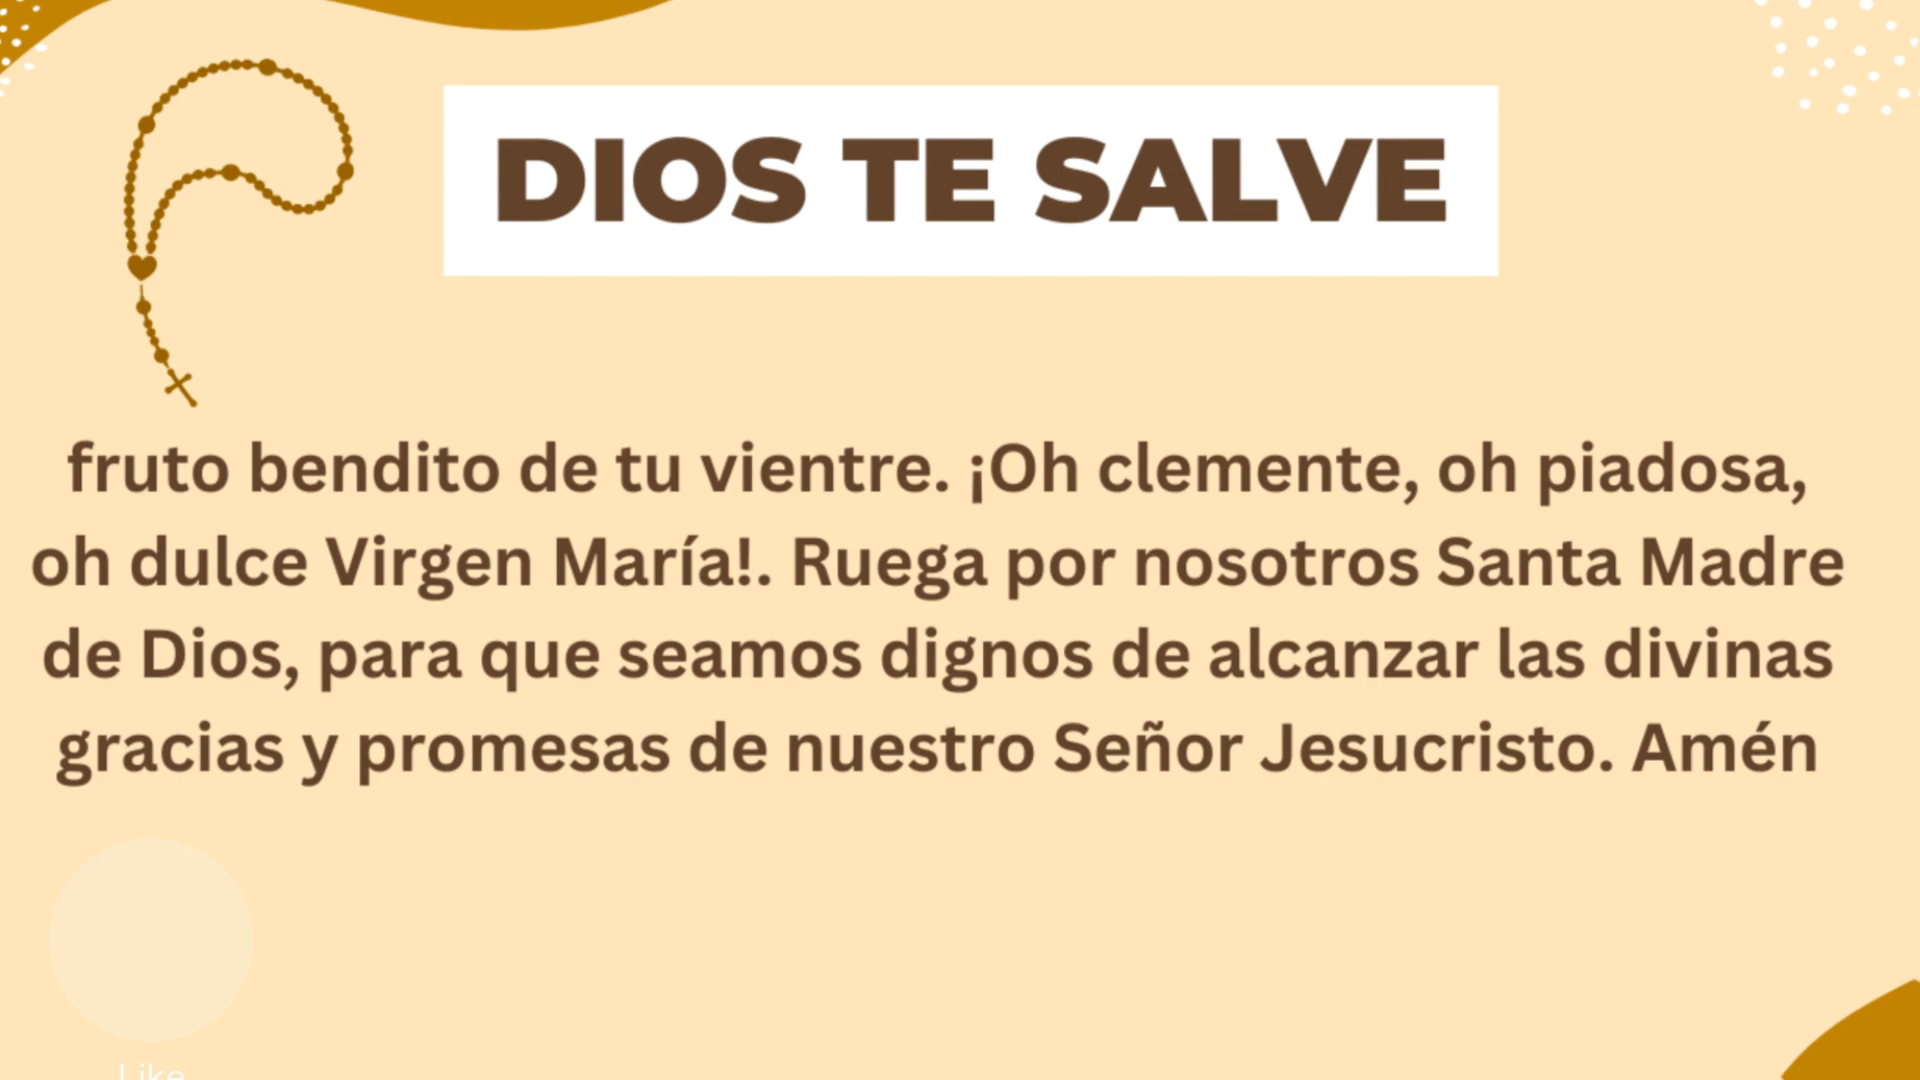 DIOS TE SALVE
fruto bendito de tu vientre. ¡Oh clemente, oh piadosa,
oh dulce Virgen María!. Ruega por nosotros Santa Madre
de Dios, para que seamos dignos de alcanzar las divinas
gracias y promesas de nuestro Señor Jesucristo. Amén
Like